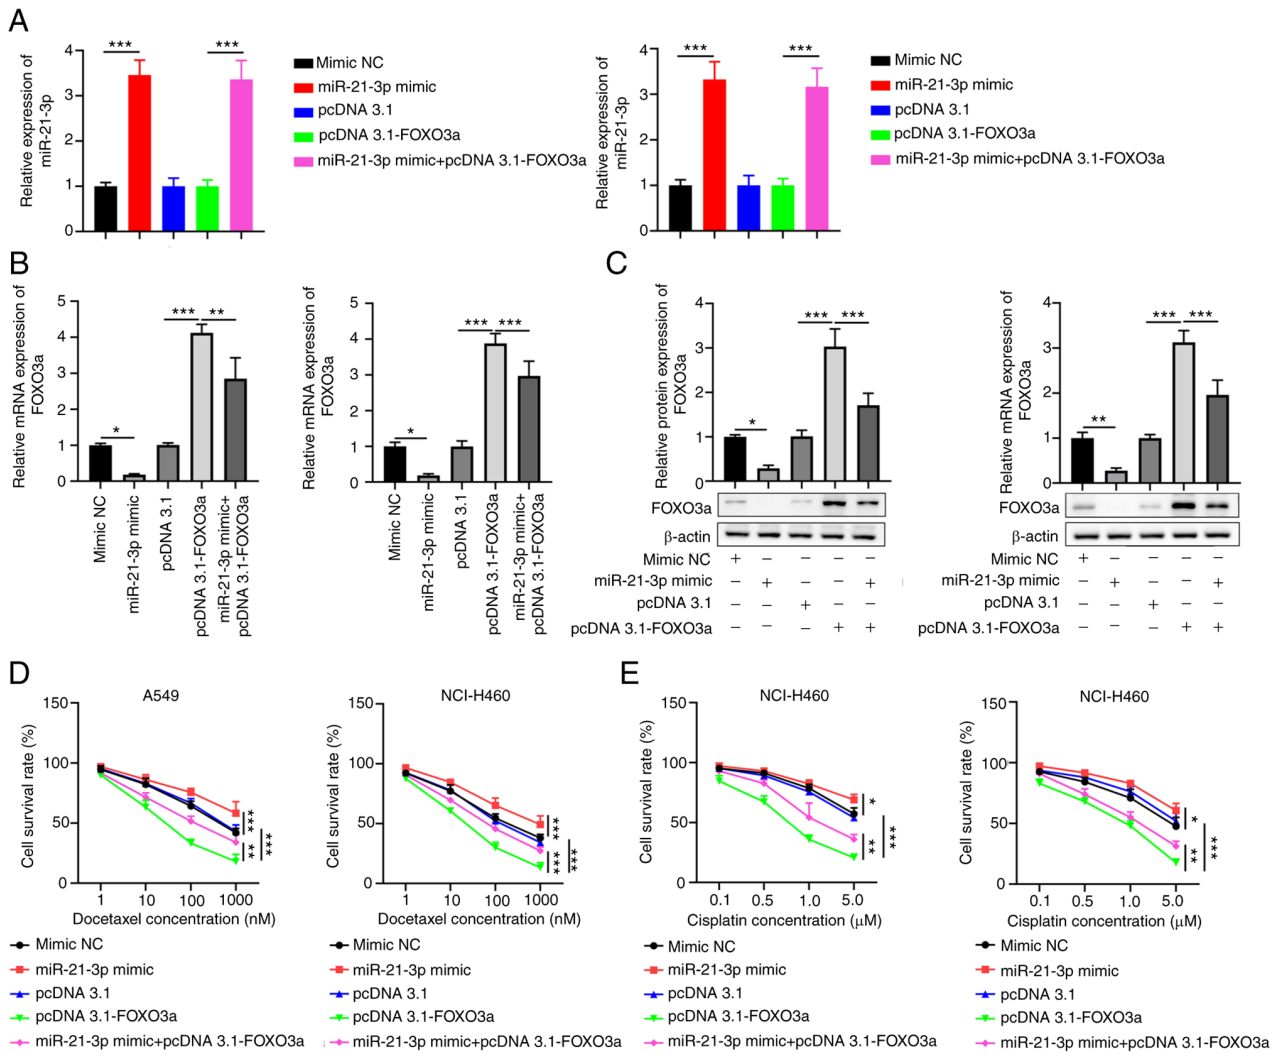 A
Relative expression of
miR-21-3p
4
3
2
1
0
***
***
Mimic NC
miR-21-3p mimic
pcDNA 3.1
pcDNA 3.1-FOXO3a
miR-21-3p mimic+pcDNA 3.1-FOXO3a
Relative expression of
miR-21-3p
4
3
2
1
0
***
***
Mimic NC
miR-21-3p mimic
pcDNA 3.1
pcDNA 3.1-FOXO3a
miR-21-3p mimic+pcDNA 3.1-FOXO3a
B
Relative mRNA expression of
FOXO3a
5
4
3
2
1
0
*
***
**
Mimic NC
miR-21-3p mimic
pcDNA 3.1
pcDNA 3.1-FOXO3a
miR-21-3p mimic+
pcDNA 3.1-FOXO3a
Relative mRNA expression of
FOXO3a
5
4
3
2
1
0
*
***
***
Mimic NC
miR-21-3p mimic
pcDNA 3.1
pcDNA 3.1-FOXO3a
miR-21-3p mimic+
pcDNA 3.1-FOXO3a
C
Relative protein expression of
FOXO3a
4
3
2
1
0
*
***
***
FOXO3a
β-actin
Mimic NC + – – – –
miR-21-3p mimic – + – – +
pcDNA 3.1 – – + – –
pcDNA 3.1-FOXO3a – – – + +
Relative mRNA expression of
FOXO3a
4
3
2
1
0
**
***
***
FOXO3a
β-actin
Mimic NC + – – – –
miR-21-3p mimic – + – – +
pcDNA 3.1 – – + – –
pcDNA 3.1-FOXO3a – – – + +
D
A549
Cell survival rate (%)
150
100
50
0
***
**
***
1 10 100 1000
Docetaxel concentration (nM)
Mimic NC
miR-21-3p mimic
pcDNA 3.1
pcDNA 3.1-FOXO3a
miR-21-3p mimic+pcDNA 3.1-FOXO3a
NCI-H460
Cell survival rate (%)
150
100
50
0
***
***
***
1 10 100 1000
Docetaxel concentration (nM)
Mimic NC
miR-21-3p mimic
pcDNA 3.1
pcDNA 3.1-FOXO3a
miR-21-3p mimic+pcDNA 3.1-FOXO3a
E
NCI-H460
Cell survival rate (%)
150
100
50
0
*
**
***
0.1 0.5 1.0 5.0
Cisplatin concentration (μM)
Mimic NC
miR-21-3p mimic
pcDNA 3.1
pcDNA 3.1-FOXO3a
miR-21-3p mimic+pcDNA 3.1-FOXO3a
NCI-H460
Cell survival rate (%)
150
100
50
0
*
**
***
0.1 0.5 1.0 5.0
Cisplatin concentration (μM)
Mimic NC
miR-21-3p mimic
pcDNA 3.1
pcDNA 3.1-FOXO3a
miR-21-3p mimic+pcDNA 3.1-FOXO3a